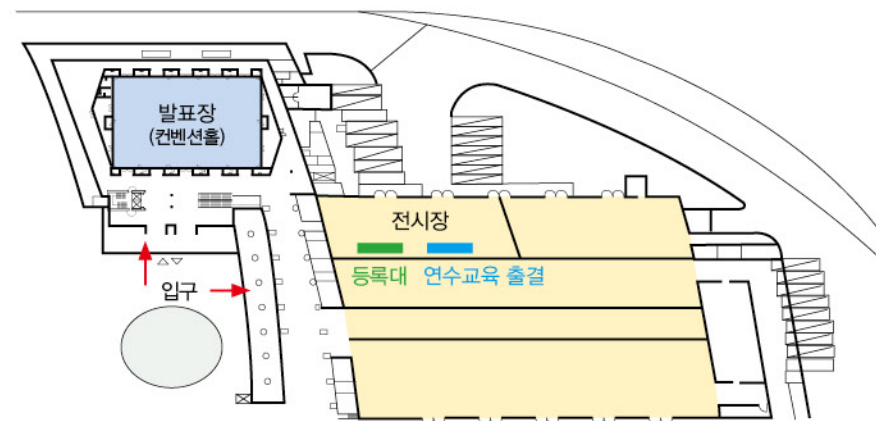 발표장
(컨벤션홀)
전시장
등록대 연수교육 출결
입구